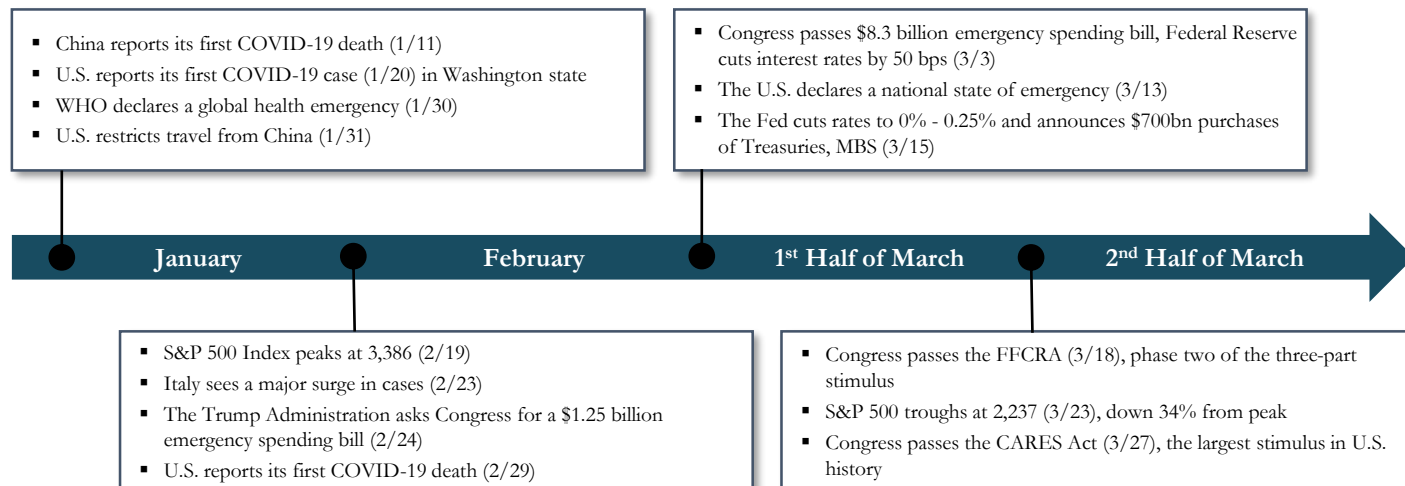 ▪ China reports its first COVID-19 death (1/11)
▪ U.S. reports its first COVID-19 case (1/20) in Washington state
▪ WHO declares a global health emergency (1/30)
▪ U.S. restricts travel from China (1/31)
▪ Congress passes $8.3 billion emergency spending bill, Federal Reserve
cuts interest rates by 50 bps (3/3)
▪ The U.S. declares a national state of emergency (3/13)
▪ The Fed cuts rates to 0% - 0.25% and announces $700bn purchases
of Treasuries, MBS (3/15)
January
February
1st Half of March
2nd Half of March
▪ S&P 500 Index peaks at 3,386 (2/19)
▪ Italy sees a major surge in cases (2/23)
▪ The Trump Administration asks Congress for a $1.25 billion
emergency spending bill (2/24)
▪ U.S. reports its first COVID-19 death (2/29)
▪ Congress passes the FFCRA (3/18), phase two of the three-part
stimulus
▪ S&P 500 troughs at 2,237 (3/23), down 34% from peak
▪ Congress passes the CARES Act (3/27), the largest stimulus in U.S.
history